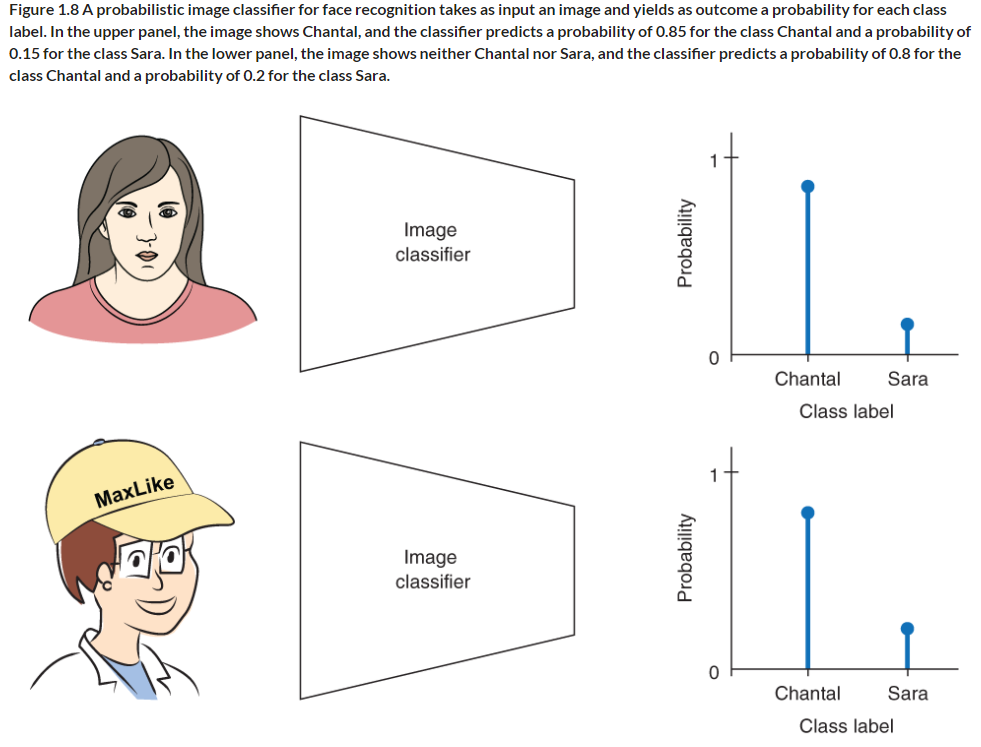 Figure 1.8 A probabilistic image classifier for face recognition takes as input an image and yields as outcome a probability for each class
label. In the upper panel, the image shows Chantal, and the classifier predicts a probability of 0.85 for the class Chantal and a probability of
0.15 for the class Sara. In the lower panel, the image shows neither Chantal nor Sara, and the classifier predicts a probability of 0.8 for the
class Chantal and a probability of 0.2 for the class Sara.
Image
classifier
1
Probability
0
Chantal Sara
Class label
MaxLike
Image
classifier
1
Probability
0
Chantal Sara
Class label